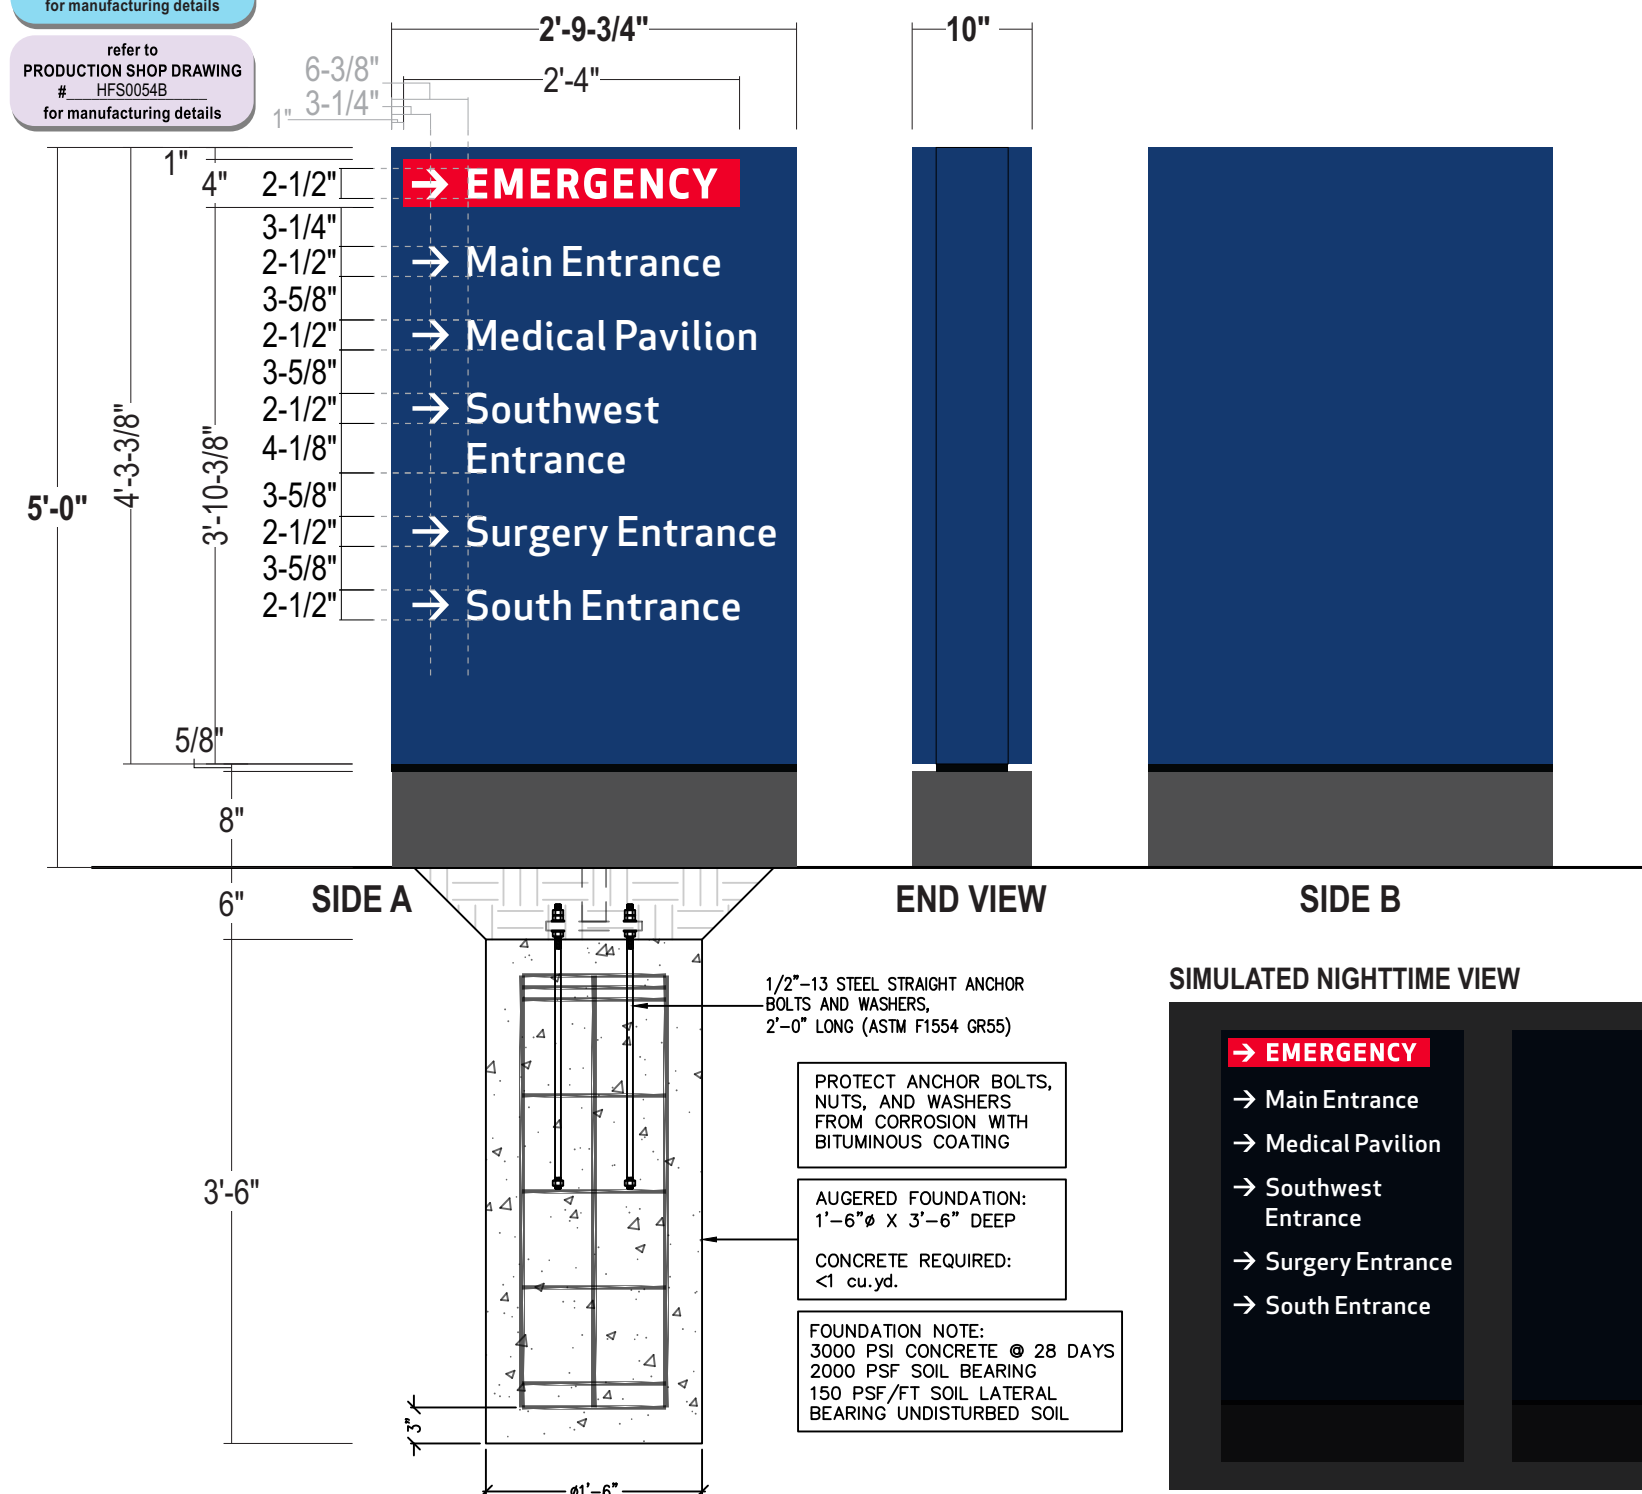 for manufacturing details
refer to
PRODUCTION SHOP DRAWING
# HFS0054B
for manufacturing details
2'-9-3/4"
10"
6-3/8"
2'-4"
3-1/4"
1"
1"
4"
2-1/2"
3-1/4"
2-1/2"
3-5/8"
2-1/2"
3-5/8"
2-1/2"
4-1/8"
3-5/8"
2-1/2"
3-5/8"
2-1/2"
5'-0"
4'-3-3/8"
3'-10-3/8"
5/8"
8"
6"
3'-6"
→ EMERGENCY
→ Main Entrance
→ Medical Pavilion
→ Southwest
Entrance
→ Surgery Entrance
→ South Entrance
SIDE A
END VIEW
SIDE B
1/2"-13 STEEL STRAIGHT ANCHOR
BOLTS AND WASHERS,
2'-0" LONG (ASTM F1554 GR55)
PROTECT ANCHOR BOLTS,
NUTS, AND WASHERS
FROM CORROSION WITH
BITUMINOUS COATING
AUGERED FOUNDATION:
1'-6"ø X 3'-6" DEEP
CONCRETE REQUIRED:
<1 cu.yd.
FOUNDATION NOTE:
3000 PSI CONCRETE @ 28 DAYS
2000 PSF SOIL BEARING
150 PSF/FT SOIL LATERAL
BEARING UNDISTURBED SOIL
3"
ø1'-6"
SIMULATED NIGHTTIME VIEW
→ EMERGENCY
→ Main Entrance
→ Medical Pavilion
→ Southwest
Entrance
→ Surgery Entrance
→ South Entrance